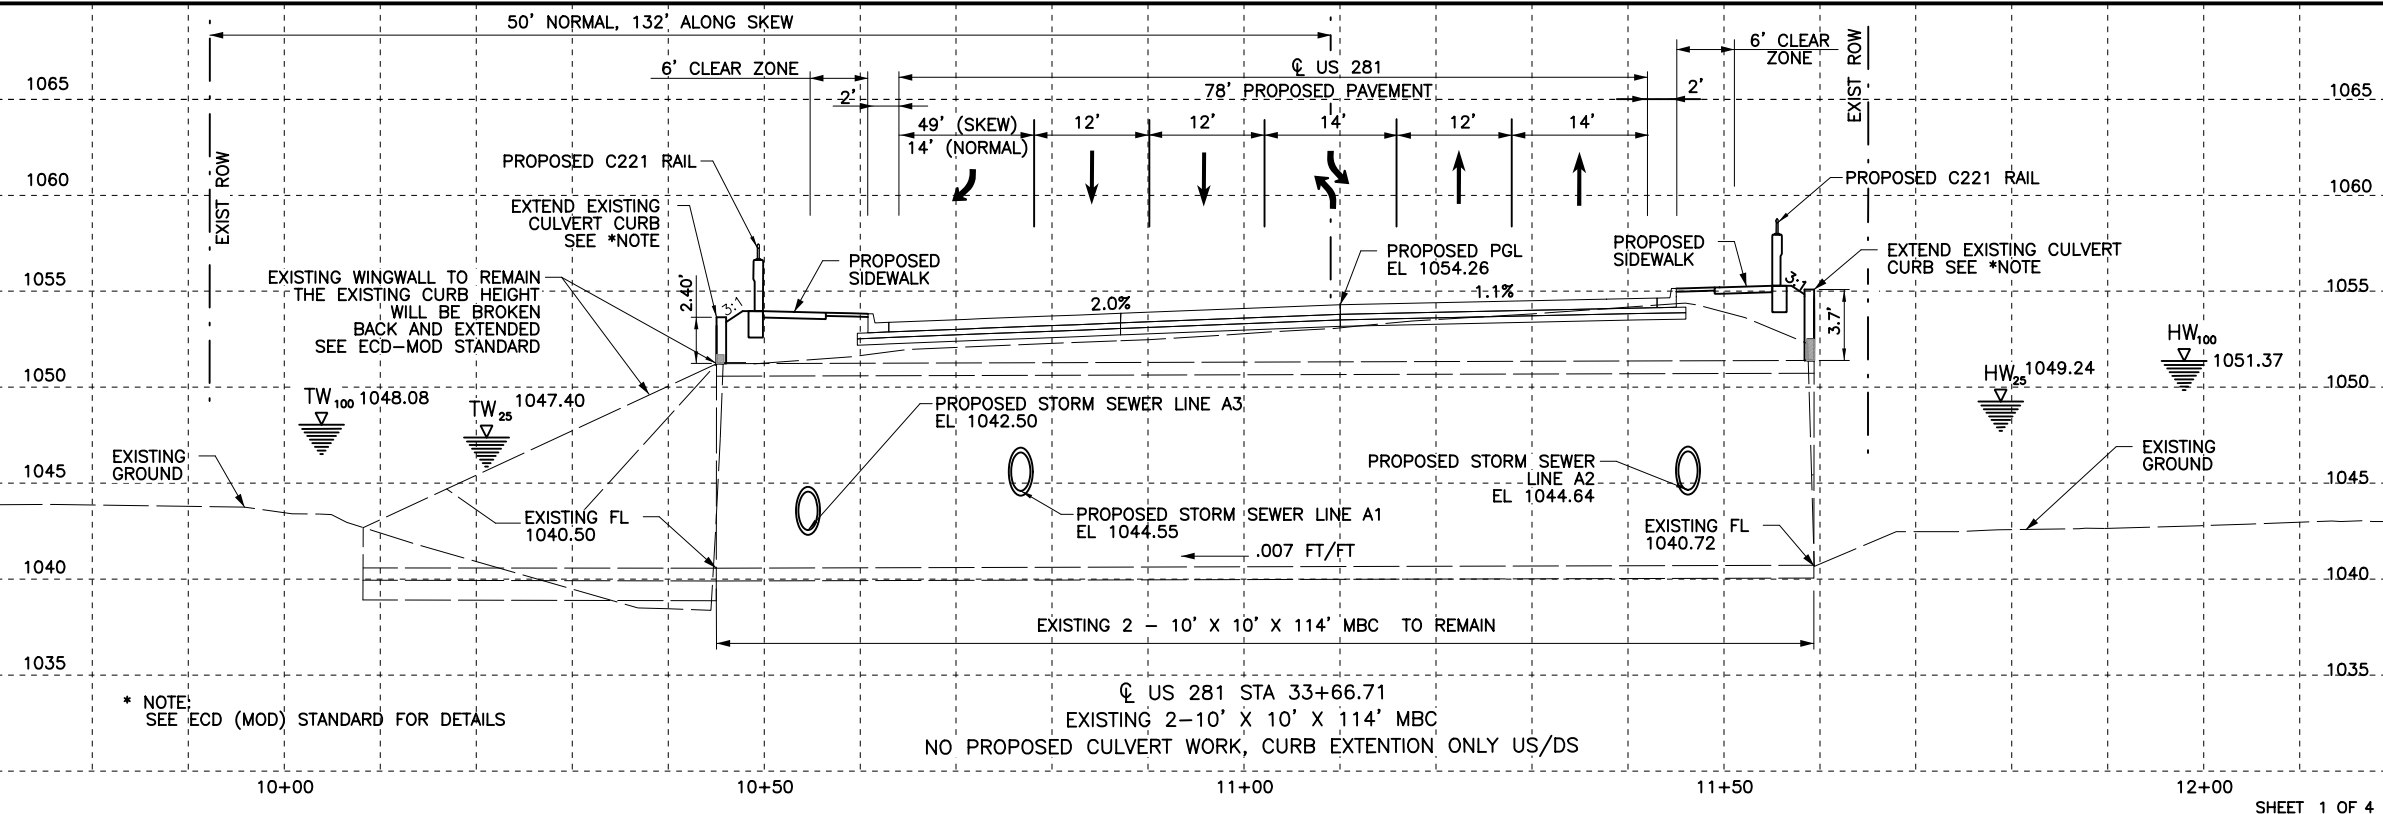 50' NORMAL, 132' ALONG SKEW
6' CLEAR ZONE
℄ US 281
78' PROPOSED PAVEMENT
6' CLEAR
ZONE
EXIST ROW
1065
2'
2'
1065
49' (SKEW)
14' (NORMAL)
12'
12'
14'
12'
14'
EXIST ROW
PROPOSED C221 RAIL
PROPOSED C221 RAIL
1060
1060
EXTEND EXISTING
CULVERT CURB
SEE *NOTE
PROPOSED
SIDEWALK
PROPOSED PGL
EL 1054.26
PROPOSED
SIDEWALK
EXTEND EXISTING CULVERT
CURB SEE *NOTE
EXISTING WINGWALL TO REMAIN
THE EXISTING CURB HEIGHT
WILL BE BROKEN
BACK AND EXTENDED
SEE ECD-MOD STANDARD
2.40'
3:1
2.0%
1.1%
3:1
3.7'
1055
1055
HW100 1051.37
HW25 1049.24
1050
1050
TW100 1048.08
TW25 1047.40
PROPOSED STORM SEWER LINE A3
EL 1042.50
EXISTING
GROUND
PROPOSED STORM SEWER
LINE A2
EL 1044.64
EXISTING
GROUND
1045
1045
EXISTING FL
1040.50
PROPOSED STORM SEWER LINE A1
EL 1044.55
EXISTING FL
1040.72
.007 FT/FT
1040
1040
EXISTING 2 - 10' X 10' X 114' MBC TO REMAIN
1035
1035
* NOTE:
SEE ECD (MOD) STANDARD FOR DETAILS
℄ US 281 STA 33+66.71
EXISTING 2-10' X 10' X 114' MBC
NO PROPOSED CULVERT WORK, CURB EXTENTION ONLY US/DS
10+00
10+50
11+00
11+50
12+00
SHEET 1 OF 4